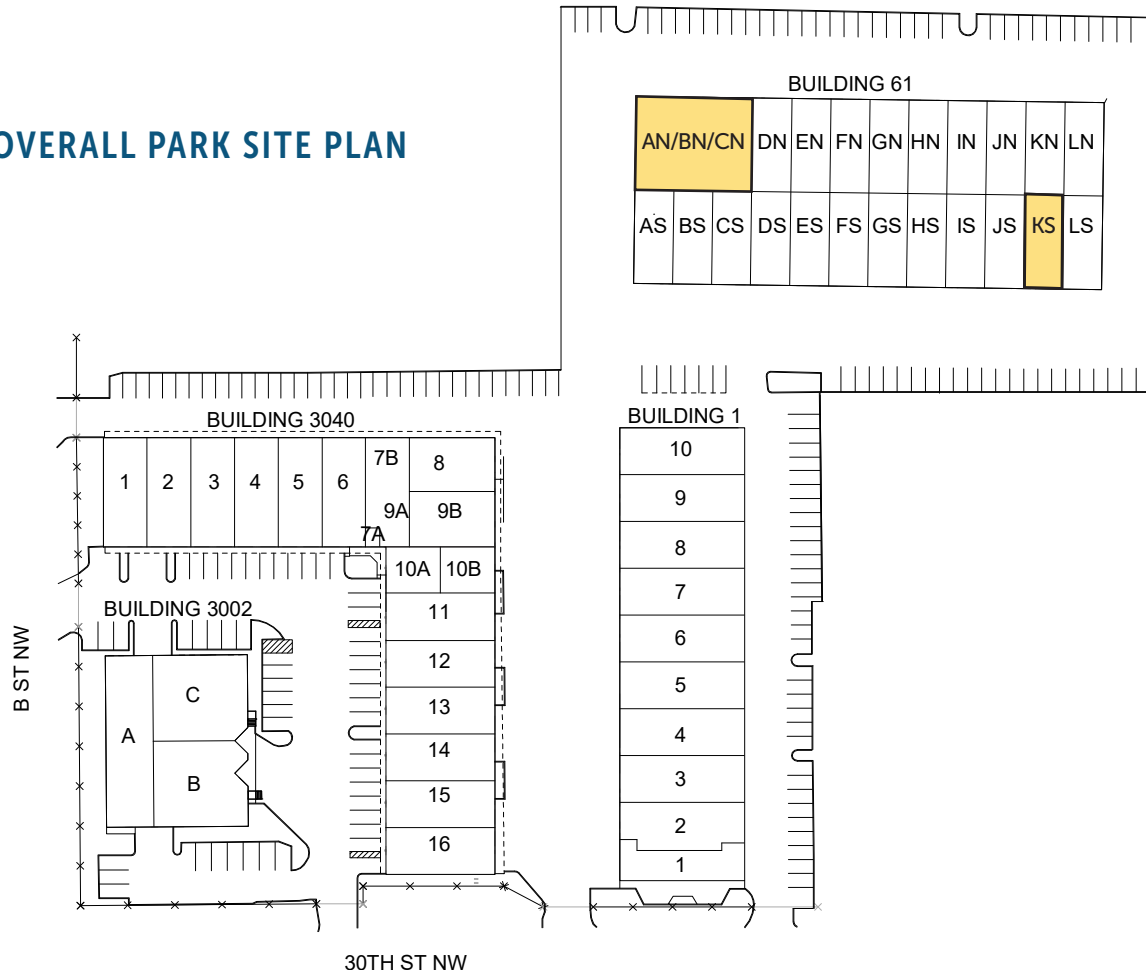 OVERALL PARK SITE PLAN
BUILDING 61
AN/BN/CN DN EN FN GN HN IN JN KN LN
AS BS CS DS ES FS GS HS IS JS KS LS
BUILDING 3040
1 2 3 4 5 6 7B 8
9A 9B
7A
10A 10B
11
12
13
14
15
16
BUILDING 3002
A
C
B
BUILDING 1
10
9
8
7
6
5
4
3
2
1
B ST NW
30TH ST NW